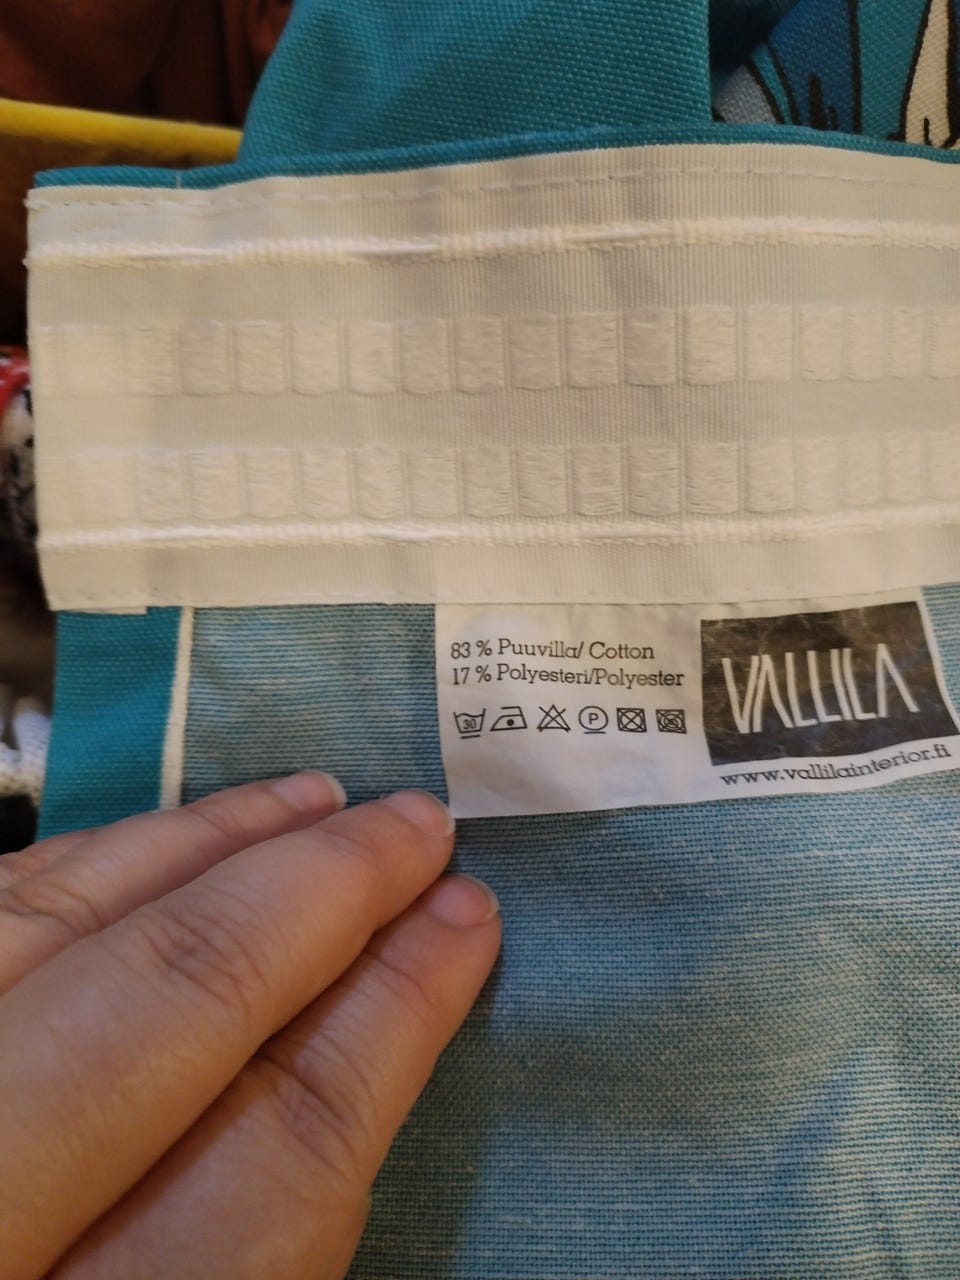 83 % Puuvilla/ Cotton
17 % Polyesteri/Polyester
30 P
VALLILA
www.vallilainterior.fi